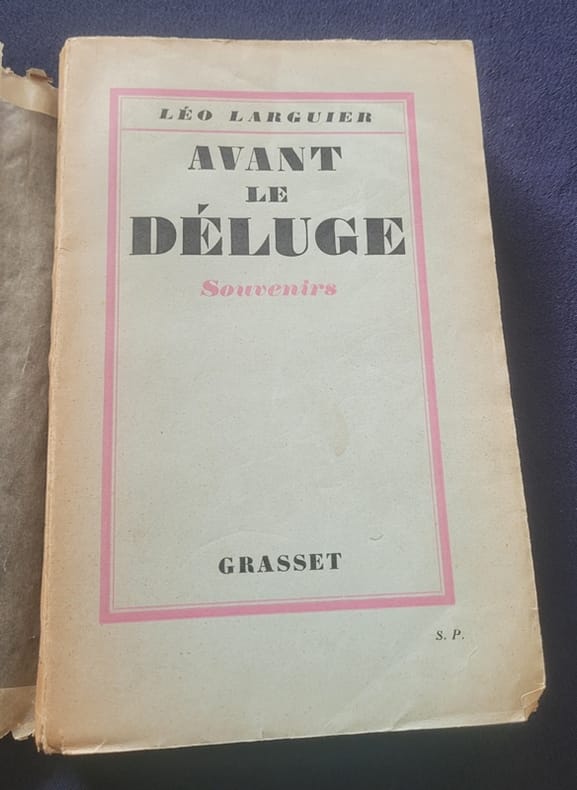 LÉO LARGUIER
AVANT
LE
DÉLUGE
Souvenirs
GRASSET
S. P.